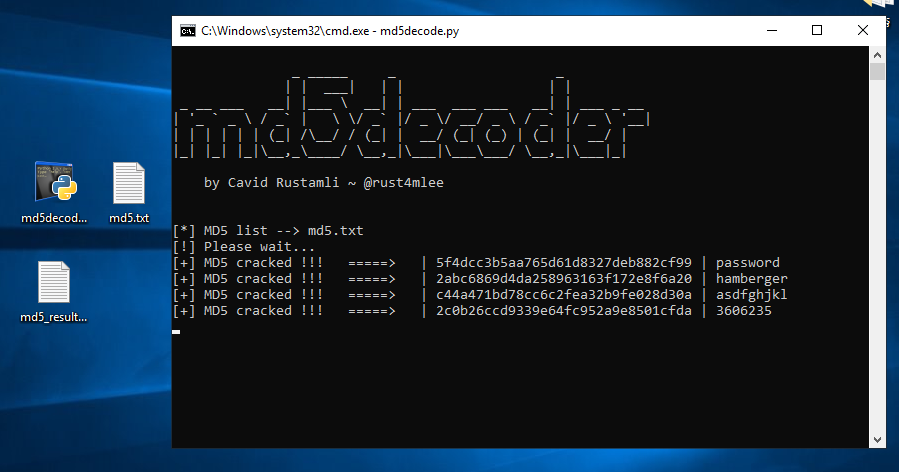 C:\Windows\system32\cmd.exe - md5decode.py
md5decoder
by Cavid Rustamli ~ @rust4mlee
[*] MD5 list --> md5.txt
[!] Please wait...
[+] MD5 cracked !!!   =====>   | 5f4dcc3b5aa765d61d8327deb882cf99 | password
[+] MD5 cracked !!!   =====>   | 2abc6869d4da258963163f172e8f6a20 | hamberger
[+] MD5 cracked !!!   =====>   | c44a471bd78cc6c2fea32b9fe028d30a | asdfghjkl
[+] MD5 cracked !!!   =====>   | 2c0b26ccd9339e64fc952a9e8501cfda | 3606235
md5decod...
md5.txt
md5_result...